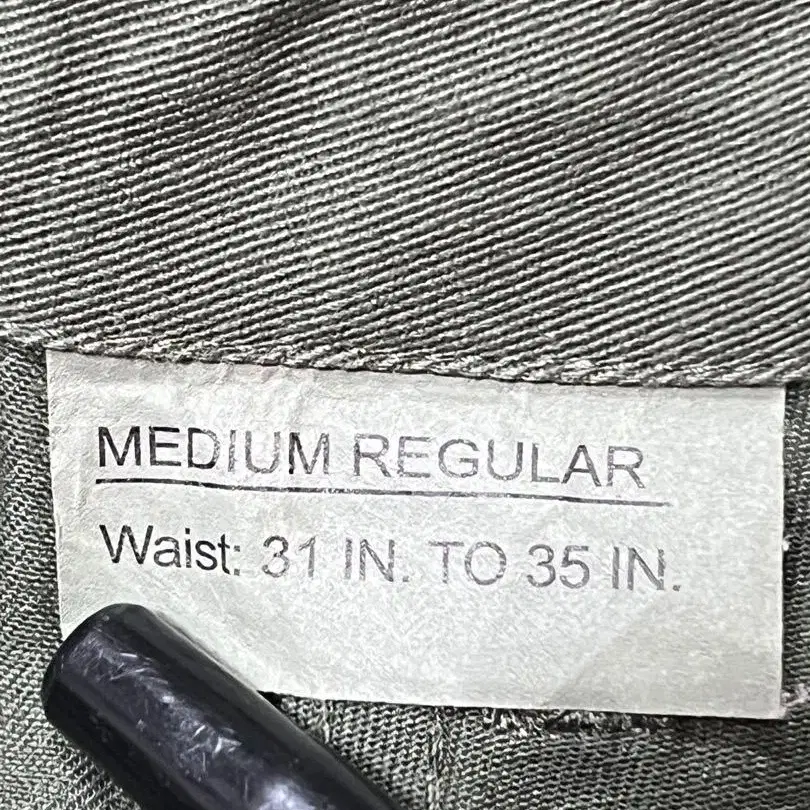 MEDIUM REGULAR
Waist: 31 IN. TO 35 IN.